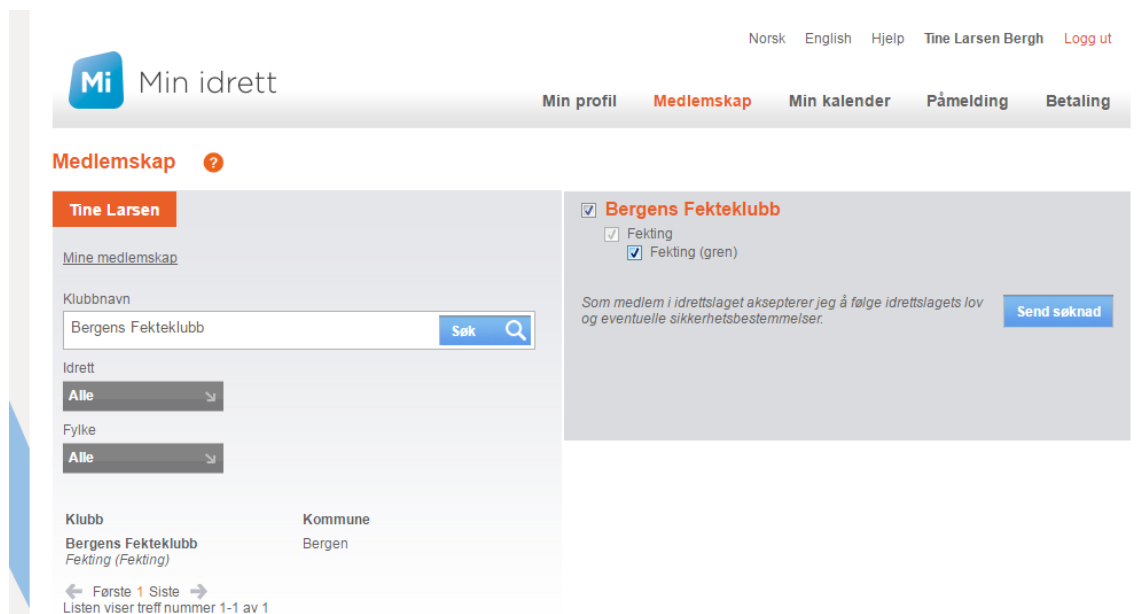 Norsk English Hjelp Tine Larsen Bergh Logg ut
Mi Min idrett
Min profil Medlemskap Min kalender Påmelding Betaling
Medlemskap ?
Tine Larsen
Mine medlemskap
Klubbnavn
Bergens Fekteklubb Søk
Idrett
Alle
Fylke
Alle
Klubb Kommune
Bergens Fekteklubb Bergen
Fekting (Fekting)
Første 1 Siste
Listen viser treff nummer 1-1 av 1
Bergens Fekteklubb
Fekting
Fekting (gren)
Som medlem i idrettslaget aksepterer jeg å følge idrettslagets lov
og eventuelle sikkerhetsbestemmelser.
Send søknad